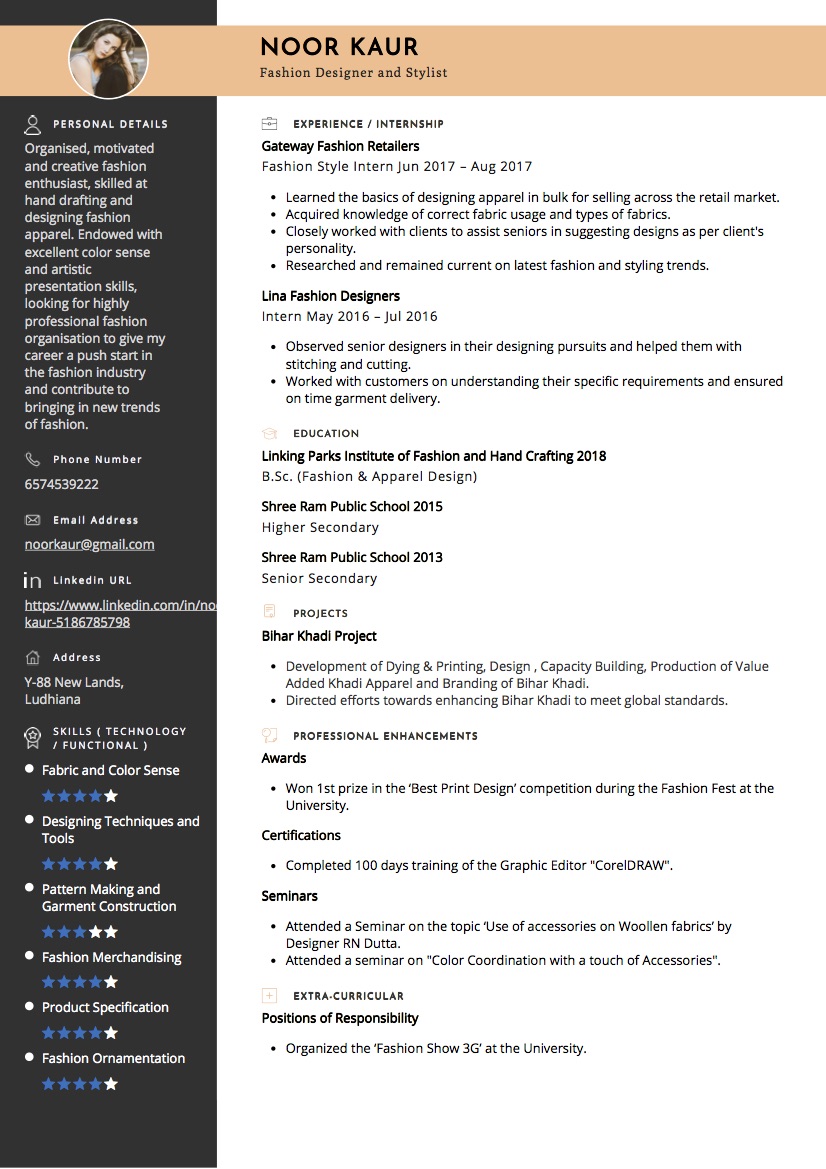 NOOR KAUR
Fashion Designer and Stylist
PERSONAL DETAILS
Organised, motivated
and creative fashion
enthusiast, skilled at
hand drafting and
designing fashion
apparel. Endowed with
excellent color sense
and artistic
presentation skills,
looking for highly
professional fashion
organisation to give my
career a push start in
the fashion industry
and contribute to
bringing in new trends
of fashion.
Phone Number
6574539222
Email Address
noorkaur@gmail.com
in Linkedin URL
https://www.linkedin.com/in/no
kaur-5186785798
Address
Y-88 New Lands,
Ludhiana
SKILLS ( TECHNOLOGY
/ FUNCTIONAL )
Fabric and Color Sense
Designing Techniques and
Tools
Pattern Making and
Garment Construction
Fashion Merchandising
Product Specification
Fashion Ornamentation
EXPERIENCE / INTERNSHIP
Gateway Fashion Retailers
Fashion Style Intern Jun 2017 – Aug 2017
• Learned the basics of designing apparel in bulk for selling across the retail market.
• Acquired knowledge of correct fabric usage and types of fabrics.
• Closely worked with clients to assist seniors in suggesting designs as per client's
personality.
• Researched and remained current on latest fashion and styling trends.
Lina Fashion Designers
Intern May 2016 – Jul 2016
• Observed senior designers in their designing pursuits and helped them with
stitching and cutting.
• Worked with customers on understanding their specific requirements and ensured
on time garment delivery.
EDUCATION
Linking Parks Institute of Fashion and Hand Crafting 2018
B.Sc. (Fashion & Apparel Design)
Shree Ram Public School 2015
Higher Secondary
Shree Ram Public School 2013
Senior Secondary
PROJECTS
Bihar Khadi Project
• Development of Dying & Printing, Design , Capacity Building, Production of Value
Added Khadi Apparel and Branding of Bihar Khadi.
• Directed efforts towards enhancing Bihar Khadi to meet global standards.
PROFESSIONAL ENHANCEMENTS
Awards
• Won 1st prize in the ‘Best Print Design’ competition during the Fashion Fest at the
University.
Certifications
• Completed 100 days training of the Graphic Editor "CorelDRAW".
Seminars
• Attended a Seminar on the topic ‘Use of accessories on Woollen fabrics’ by
Designer RN Dutta.
• Attended a seminar on "Color Coordination with a touch of Accessories".
EXTRA-CURRICULAR
Positions of Responsibility
• Organized the ‘Fashion Show 3G’ at the University.